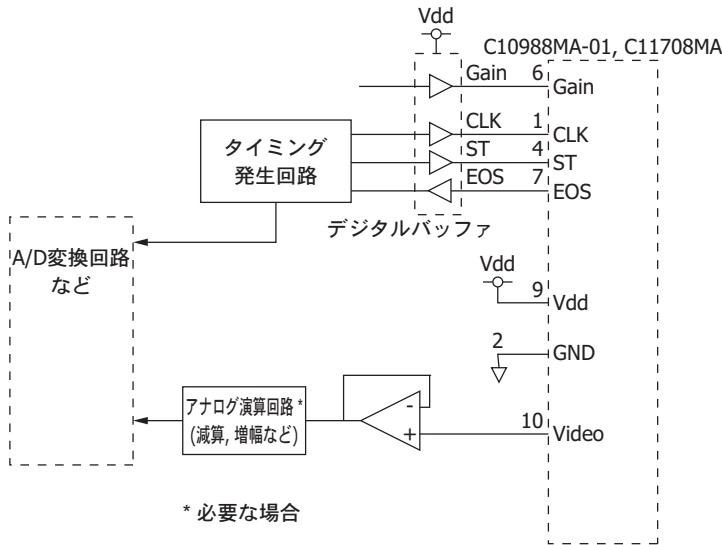 Vdd
C10988MA-01, C11708MA
Gain 6 Gain
CLK 1 CLK
ST 4 ST
EOS 7 EOS
タイミング
発生回路
デジタルバッファ
A/D変換回路
など
Vdd
9 Vdd
2 GND
アナログ演算回路 *
(減算, 増幅など)
-
+
10 Video
* 必要な場合